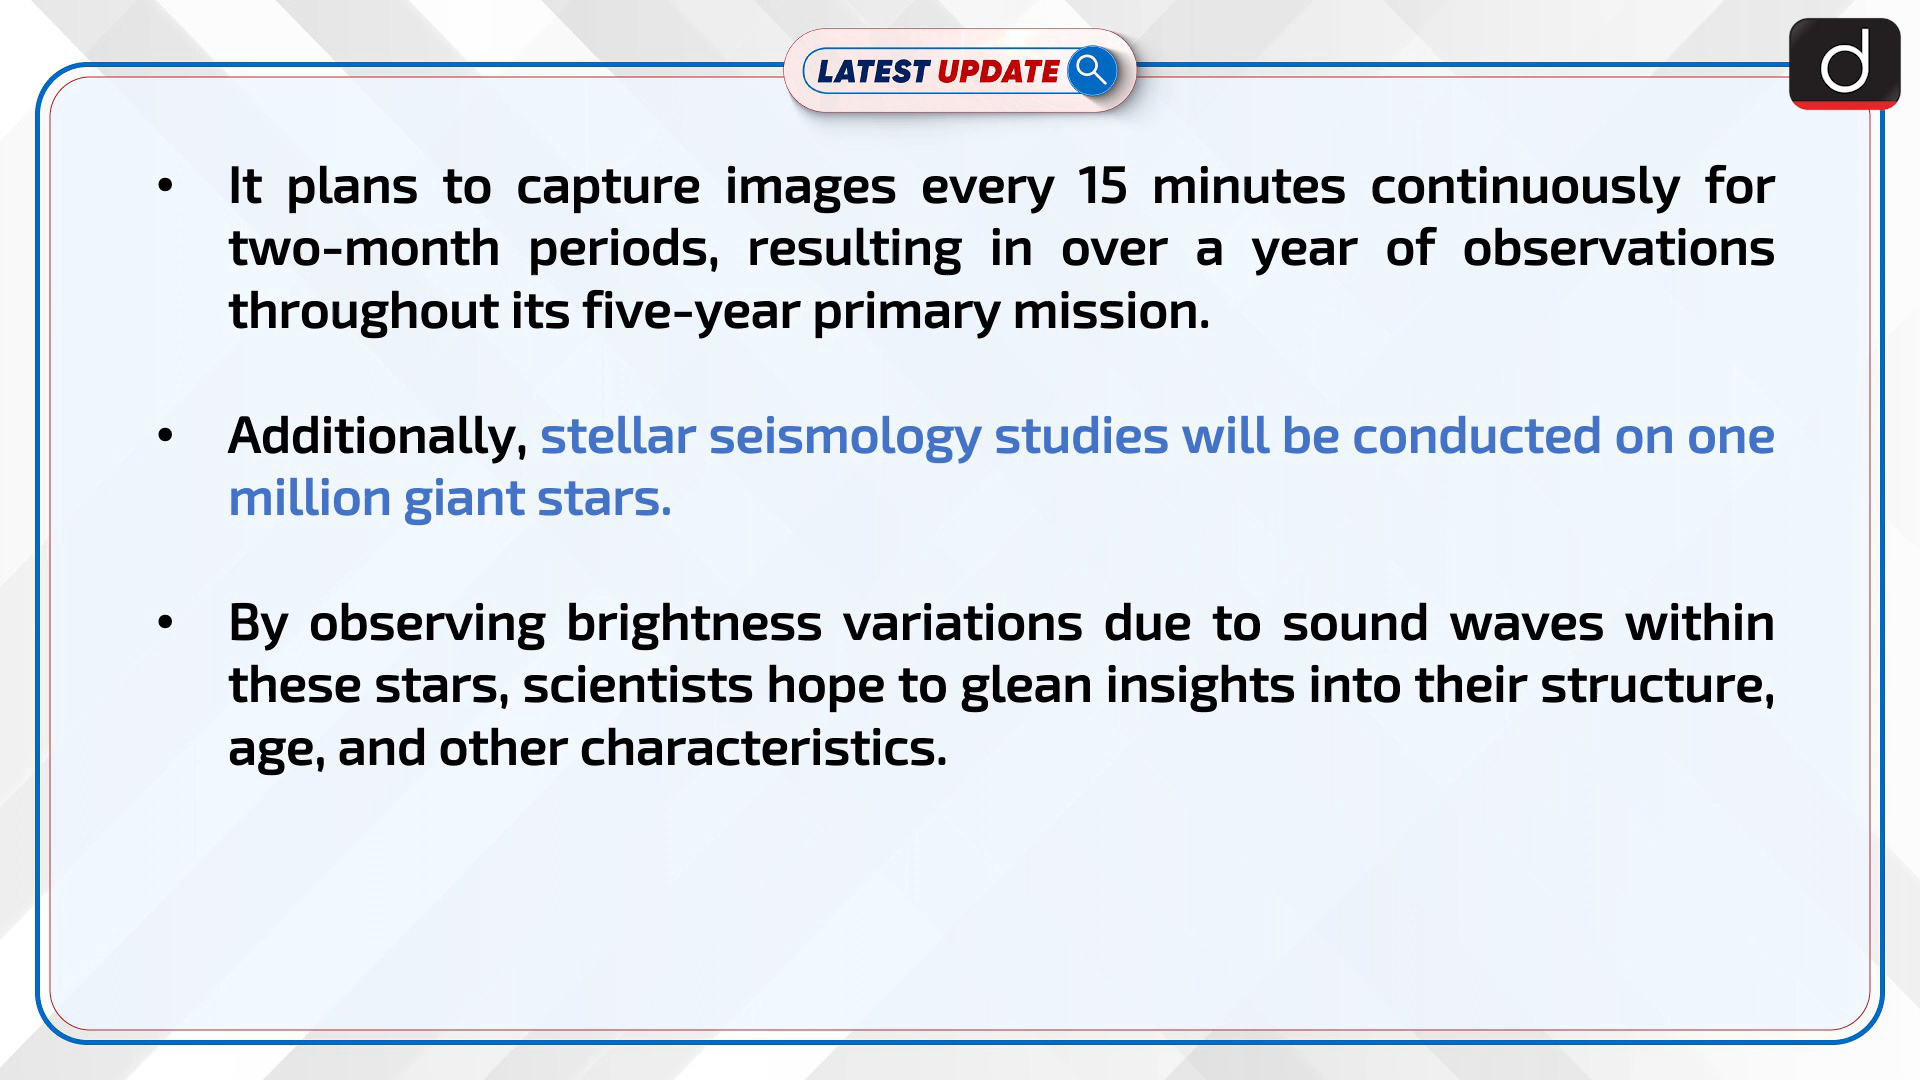 LATEST UPDATE
d
• It plans to capture images every 15 minutes continuously for
two-month periods, resulting in over a year of observations
throughout its five-year primary mission.
• Additionally, stellar seismology studies will be conducted on one
million giant stars.
• By observing brightness variations due to sound waves within
these stars, scientists hope to glean insights into their structure,
age, and other characteristics.